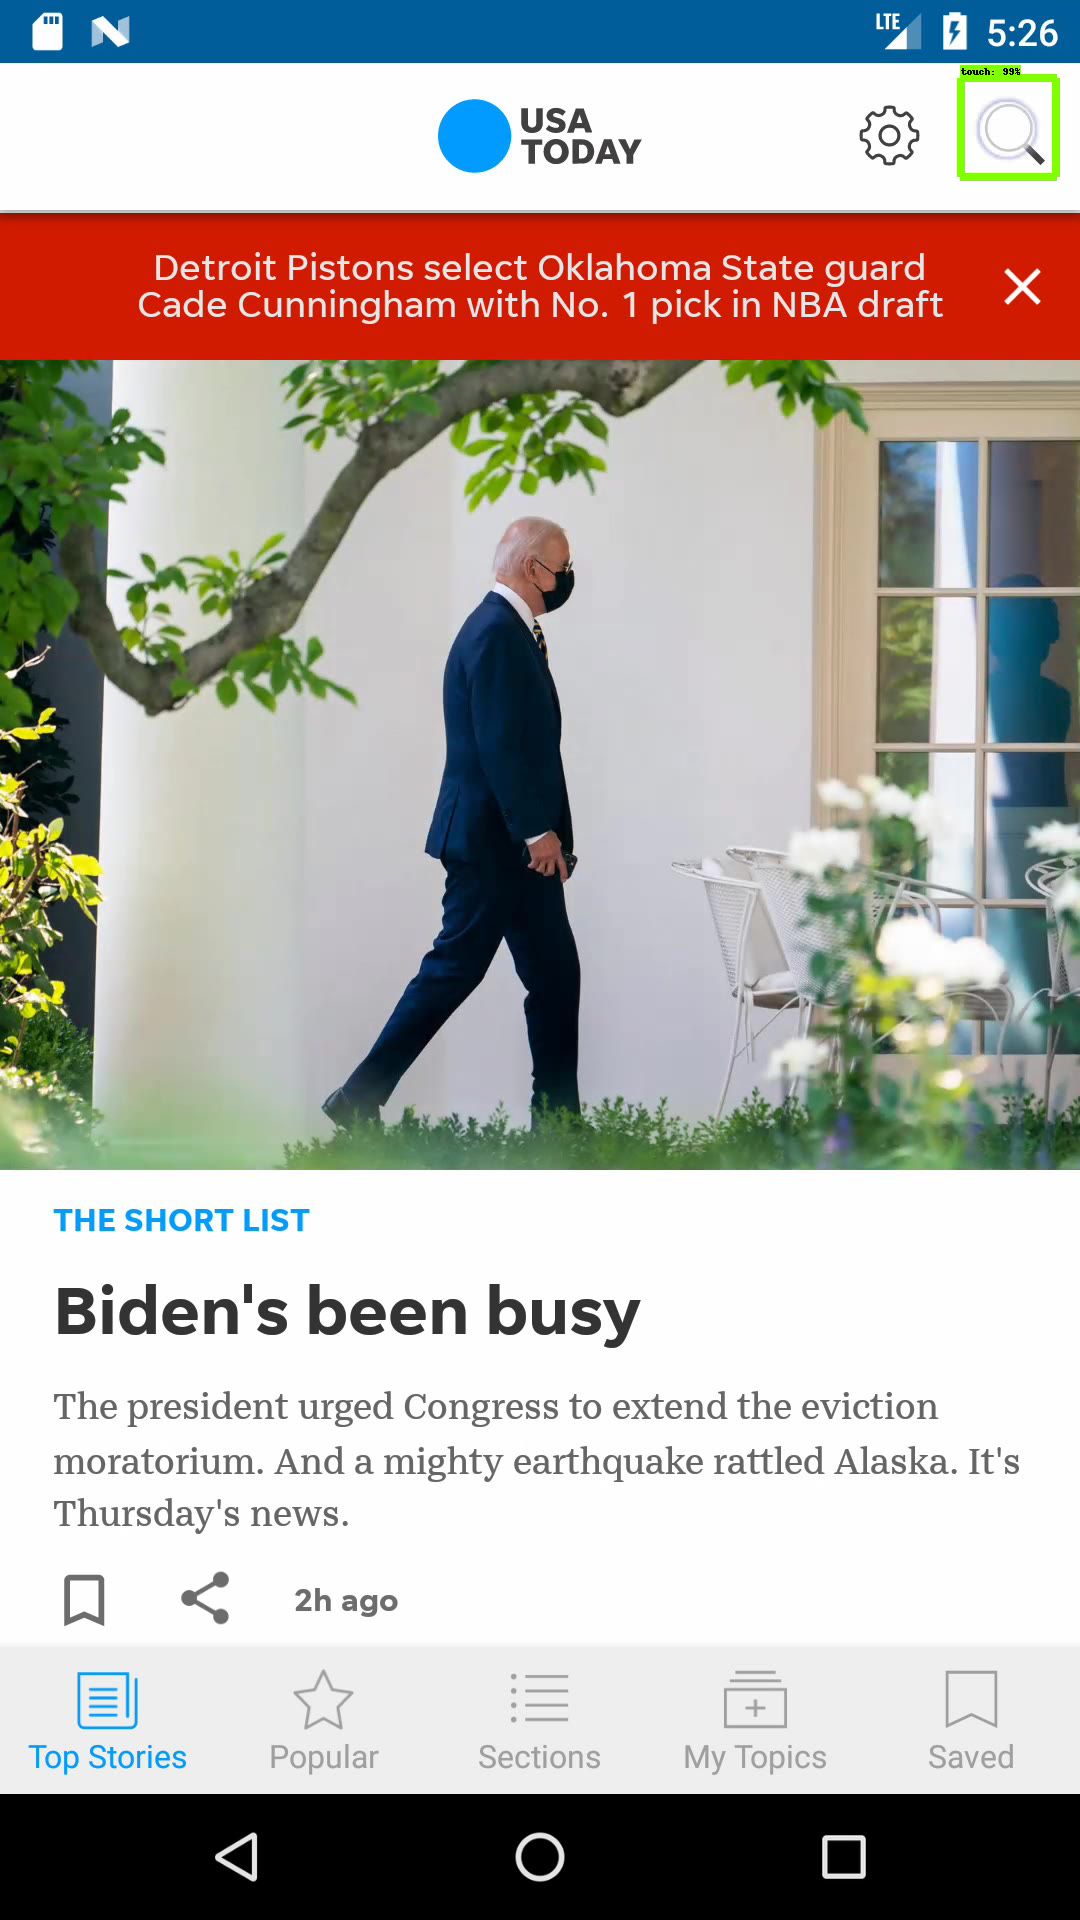 LTE 5:26
touch: 99%
USA
TODAY
Detroit Pistons select Oklahoma State guard
Cade Cunningham with No. 1 pick in NBA draft
THE SHORT LIST
Biden's been busy
The president urged Congress to extend the eviction
moratorium. And a mighty earthquake rattled Alaska. It's
Thursday's news.
2h ago
Top Stories Popular Sections My Topics Saved